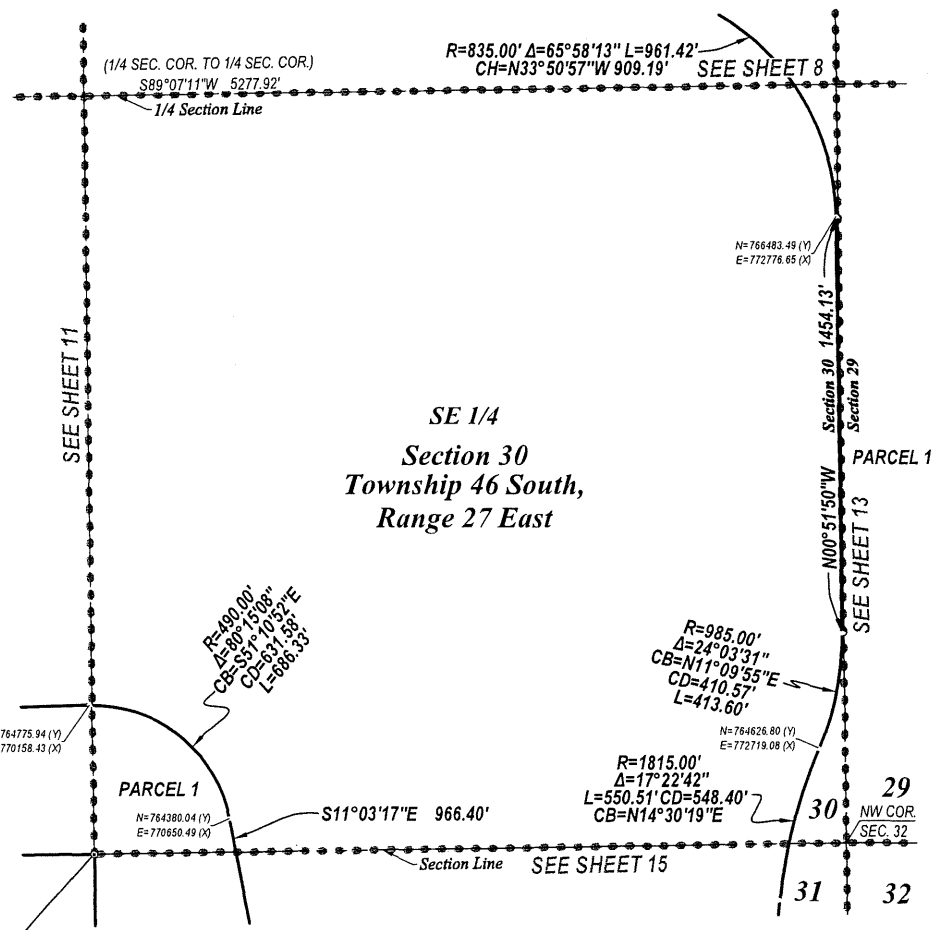 R=835.00' Δ=65°58'13" L=961.42'
CH=N33°50'57"W 909.19'
SEE SHEET 8
(1/4 SEC. COR. TO 1/4 SEC. COR.)
S89°07'11"W 5277.92'
1/4 Section Line
N=766483.49 (Y)
E=772776.65 (X)
SEE SHEET 11
N00°51'50"W 1454.13'
Section 30
Section 29
PARCEL 1
SEE SHEET 13
SE 1/4
Section 30
Township 46 South,
Range 27 East
R=490.00'
Δ=80°15'08"
CB=S51°10'52"E
CD=631.58'
L=686.33'
R=985.00'
Δ=24°03'31"
CB=N11°09'55"E
CD=410.57'
L=413.60'
764775.94 (Y)
770158.43 (X)
N=764626.80 (Y)
E=772719.08 (X)
PARCEL 1
N=764380.04 (Y)
E=770650.49 (X)
S11°03'17"E 966.40'
R=1815.00'
Δ=17°22'42"
L=550.51' CD=548.40'
CB=N14°30'19"E
30
29
NW COR.
SEC. 32
Section Line
SEE SHEET 15
31
32